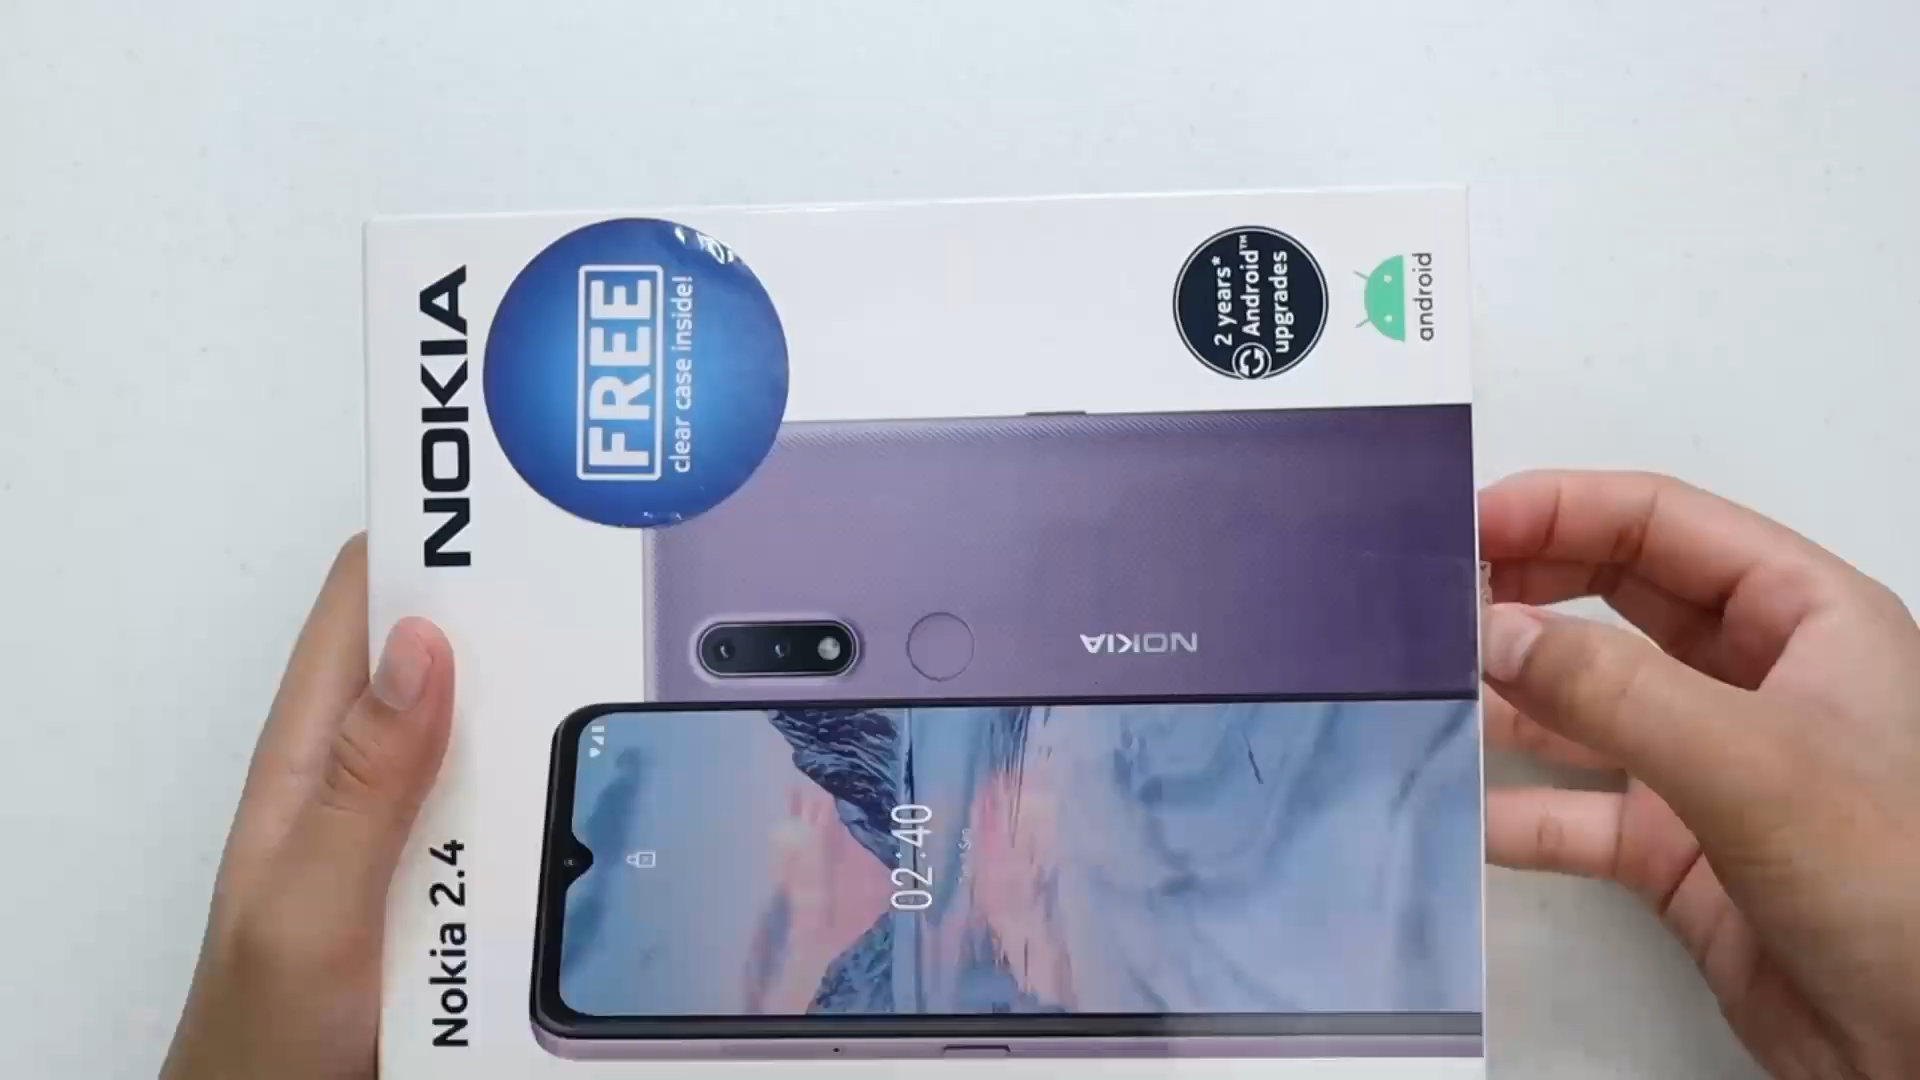 NOKIA
Nokia 2.4
FREE
clear case inside!
NOKIA
02:40
2 years*
Android™
upgrades
android